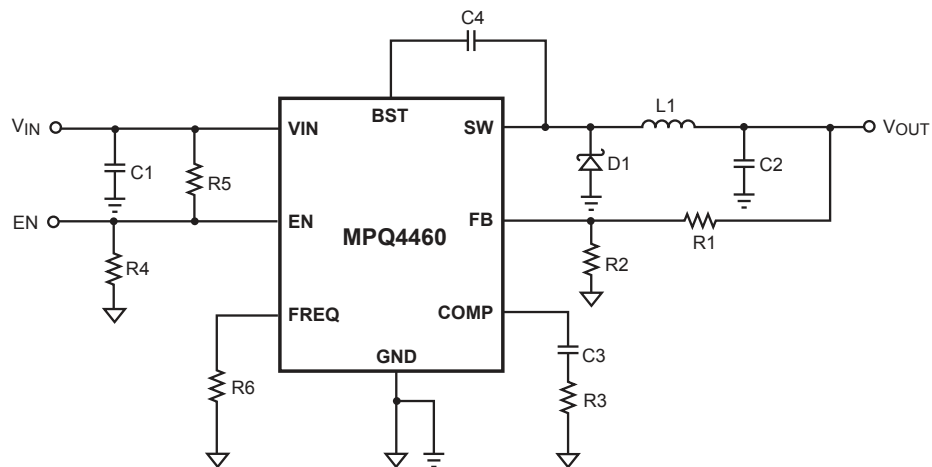 C4
BST
L1
VIN
VIN
SW
VOUT
C1
R5
D1
C2
EN
EN
MPQ4460
FB
R1
R4
R2
FREQ
COMP
C3
GND
R6
R3